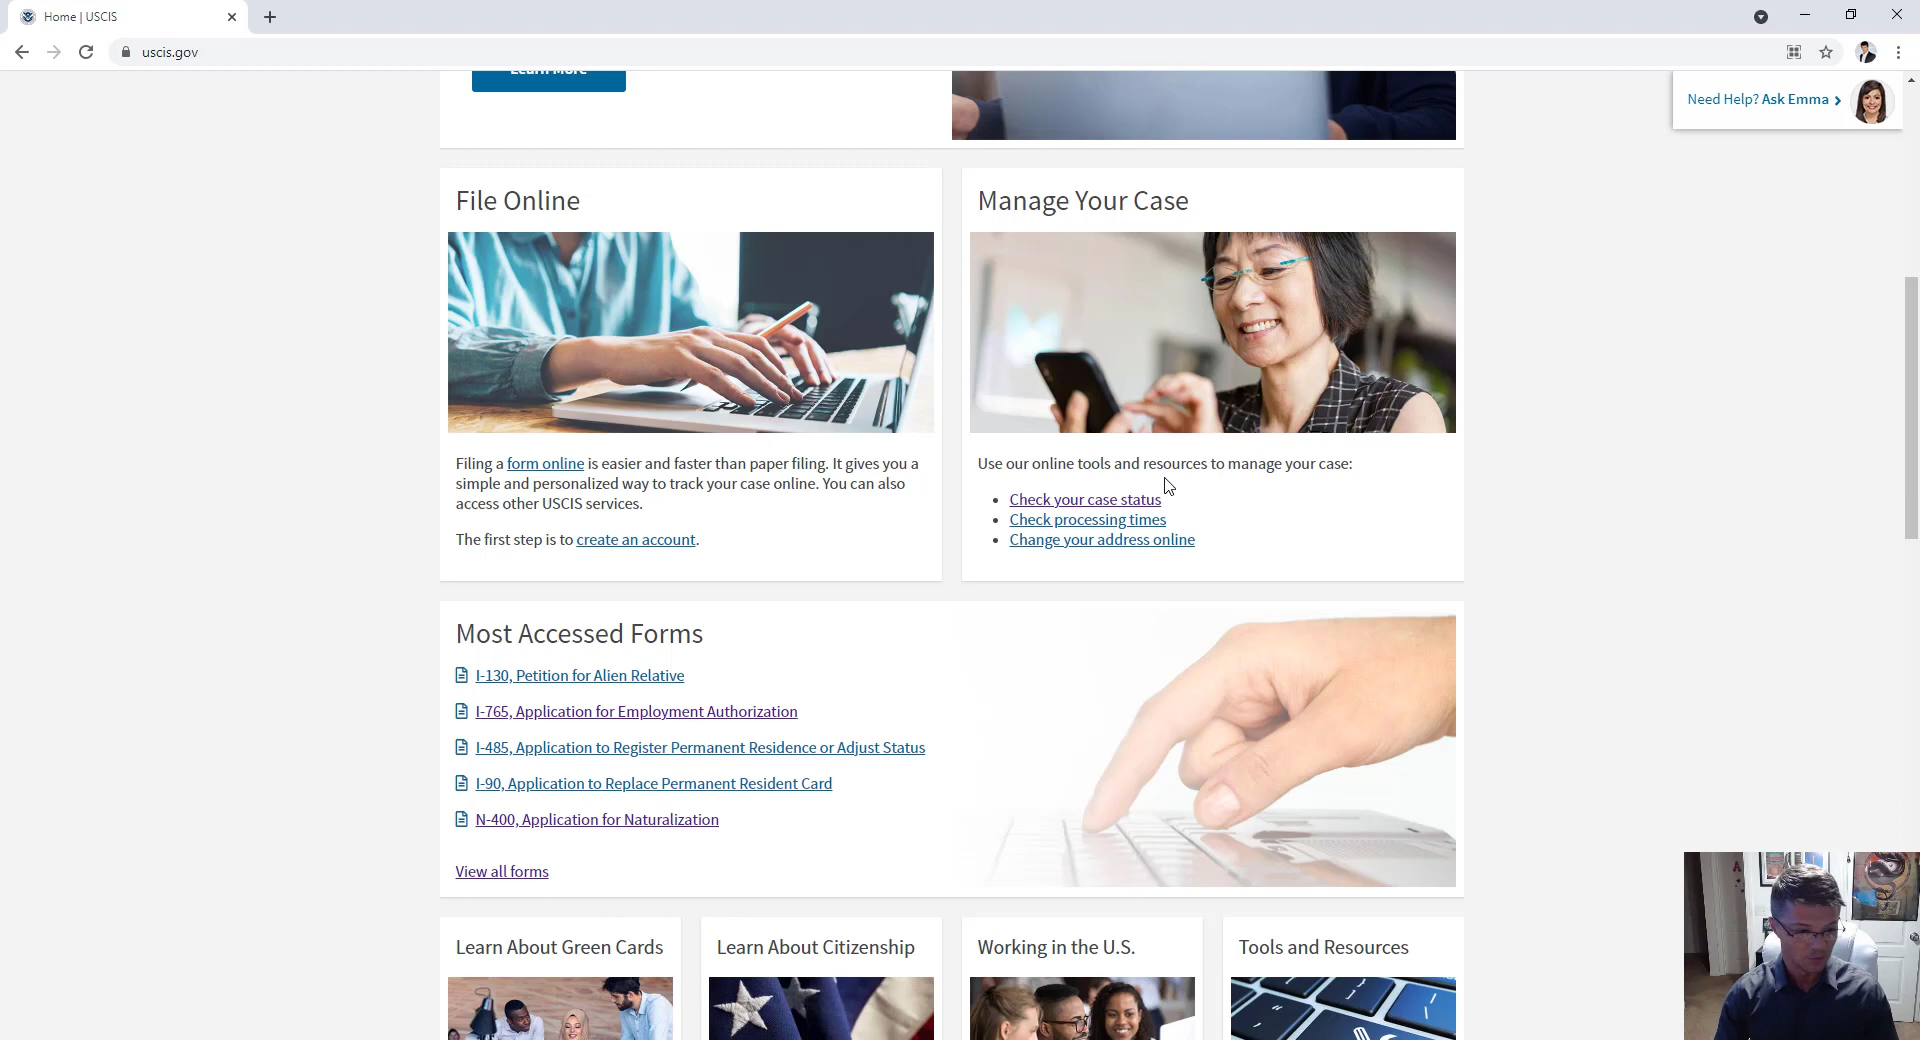 Home | USCIS
uscis.gov
Learn More
Need Help? Ask Emma
File Online
Manage Your Case
Filing a form online is easier and faster than paper filing. It gives you a
simple and personalized way to track your case online. You can also
access other USCIS services.
The first step is to create an account.
Use our online tools and resources to manage your case:
Check your case status
Check processing times
Change your address online
Most Accessed Forms
I-130, Petition for Alien Relative
I-765, Application for Employment Authorization
I-485, Application to Register Permanent Residence or Adjust Status
I-90, Application to Replace Permanent Resident Card
N-400, Application for Naturalization
View all forms
Learn About Green Cards
Learn About Citizenship
Working in the U.S.
Tools and Resources